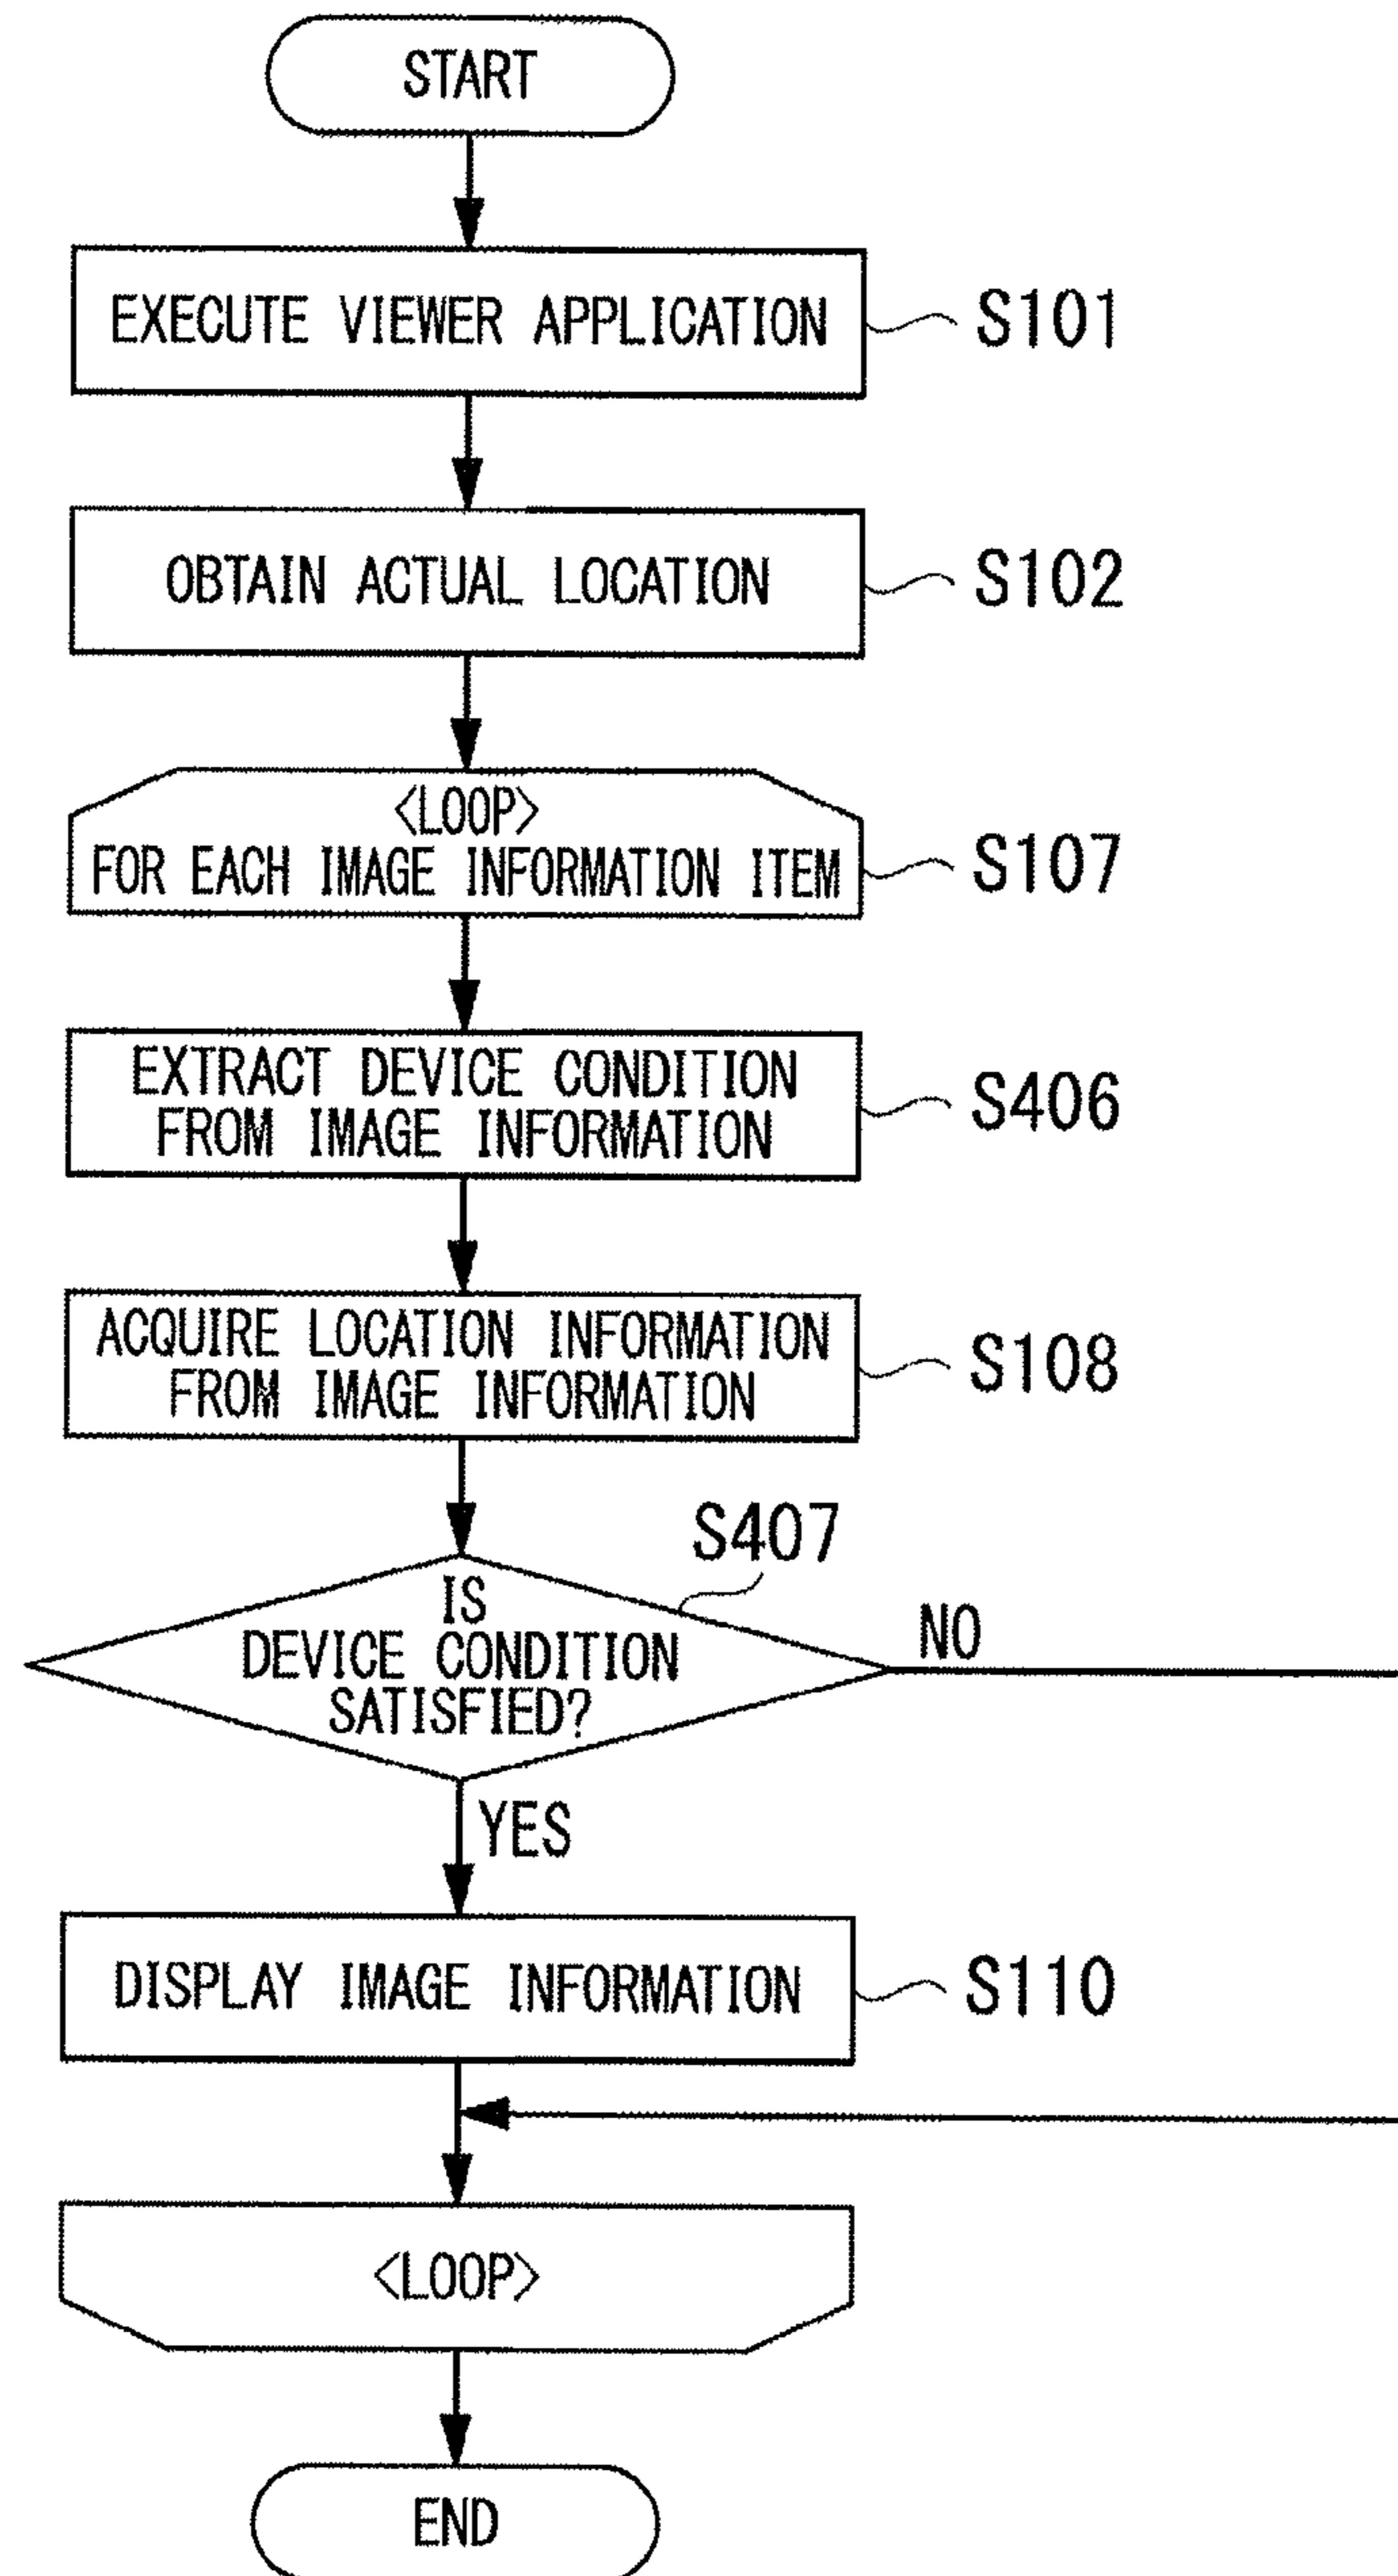 START
EXECUTE VIEWER APPLICATION
S101
OBTAIN ACTUAL LOCATION
S102
<LOOP>
FOR EACH IMAGE INFORMATION ITEM
S107
EXTRACT DEVICE CONDITION
FROM IMAGE INFORMATION
S406
ACQUIRE LOCATION INFORMATION
FROM IMAGE INFORMATION
S108
S407
IS
DEVICE CONDITION
SATISFIED?
NO
YES
DISPLAY IMAGE INFORMATION
S110
<LOOP>
END